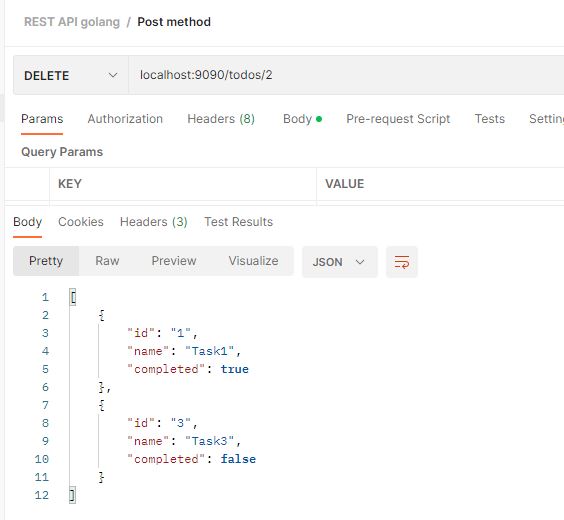 REST API golang / Post method
DELETE localhost:9090/todos/2
Params Authorization Headers (8) Body Pre-request Script Tests Settin
Query Params
KEY VALUE
Body Cookies Headers (3) Test Results
Pretty Raw Preview Visualize JSON
1 [
2 {
3 "id": "1",
4 "name": "Task1",
5 "completed": true
6 },
7 {
8 "id": "3",
9 "name": "Task3",
10 "completed": false
11 }
12 ]